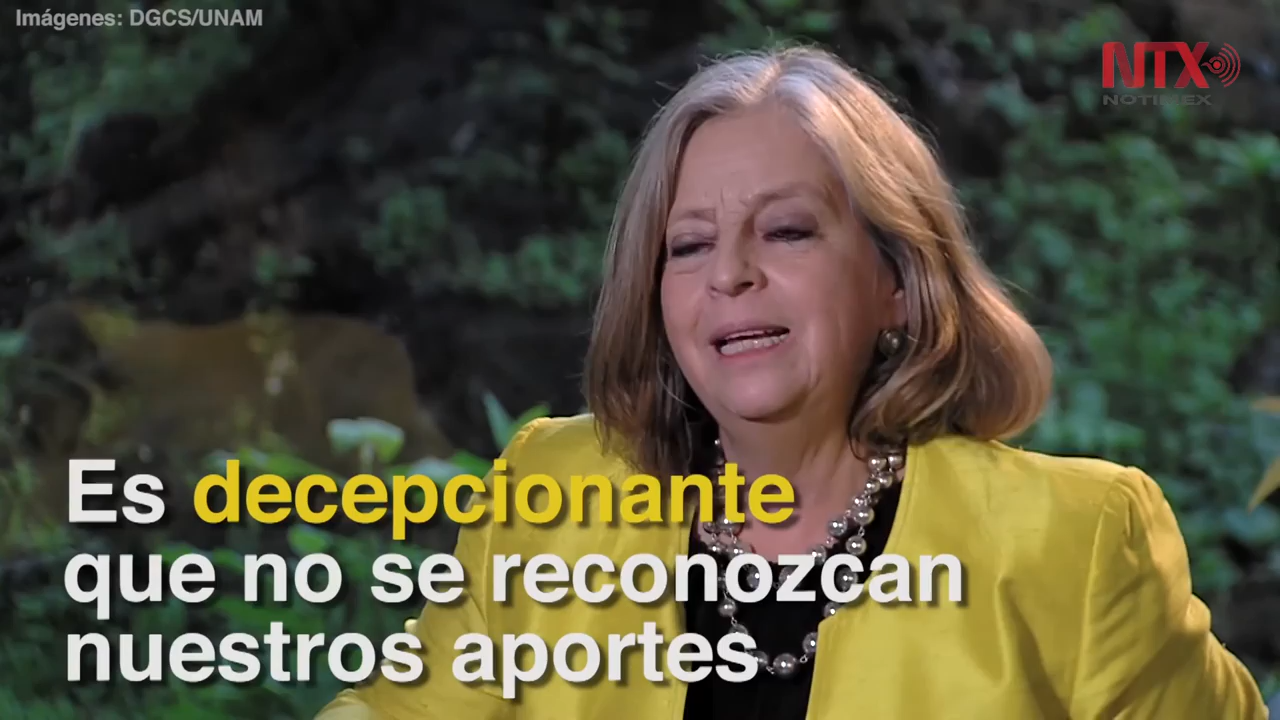 Imágenes: DGCS/UNAM
NTX
NOTIMEX
Es decepcionante
que no se reconozcan
nuestros aportes